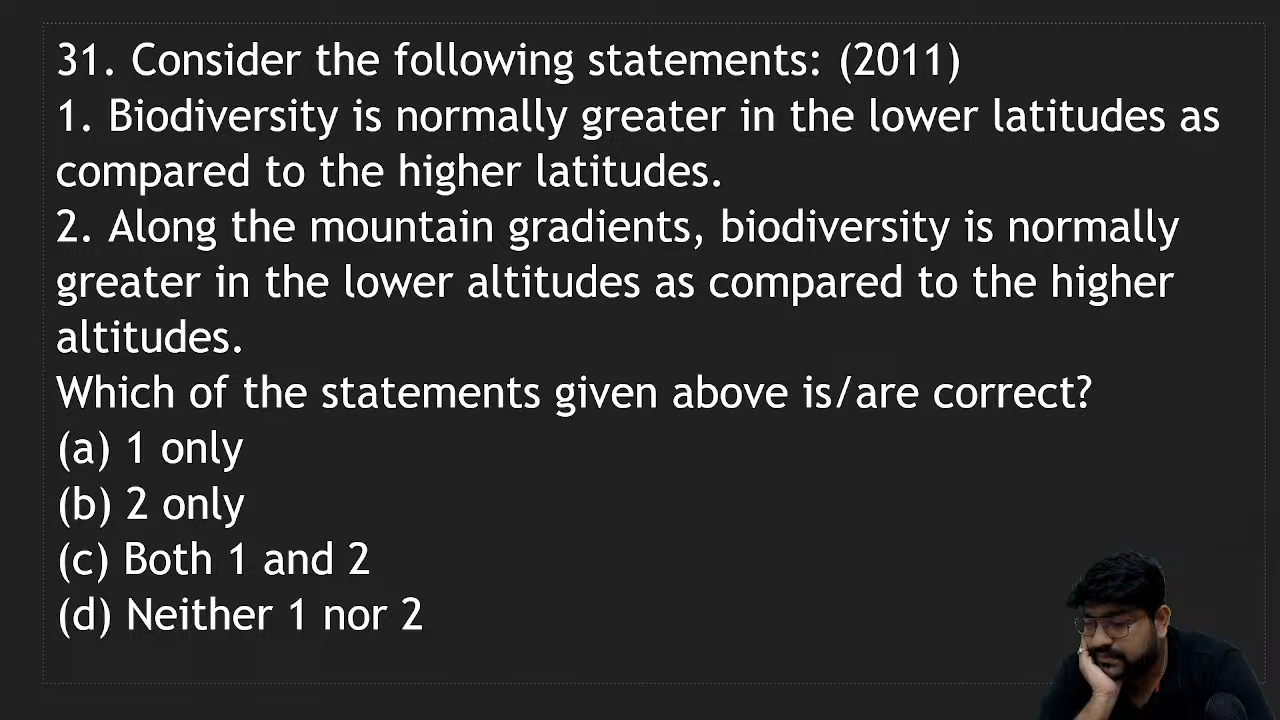 31. Consider the following statements: (2011)
1. Biodiversity is normally greater in the lower latitudes as
compared to the higher latitudes.
2. Along the mountain gradients, biodiversity is normally
greater in the lower altitudes as compared to the higher
altitudes.
Which of the statements given above is/are correct?
(a) 1 only
(b) 2 only
(c) Both 1 and 2
(d) Neither 1 nor 2